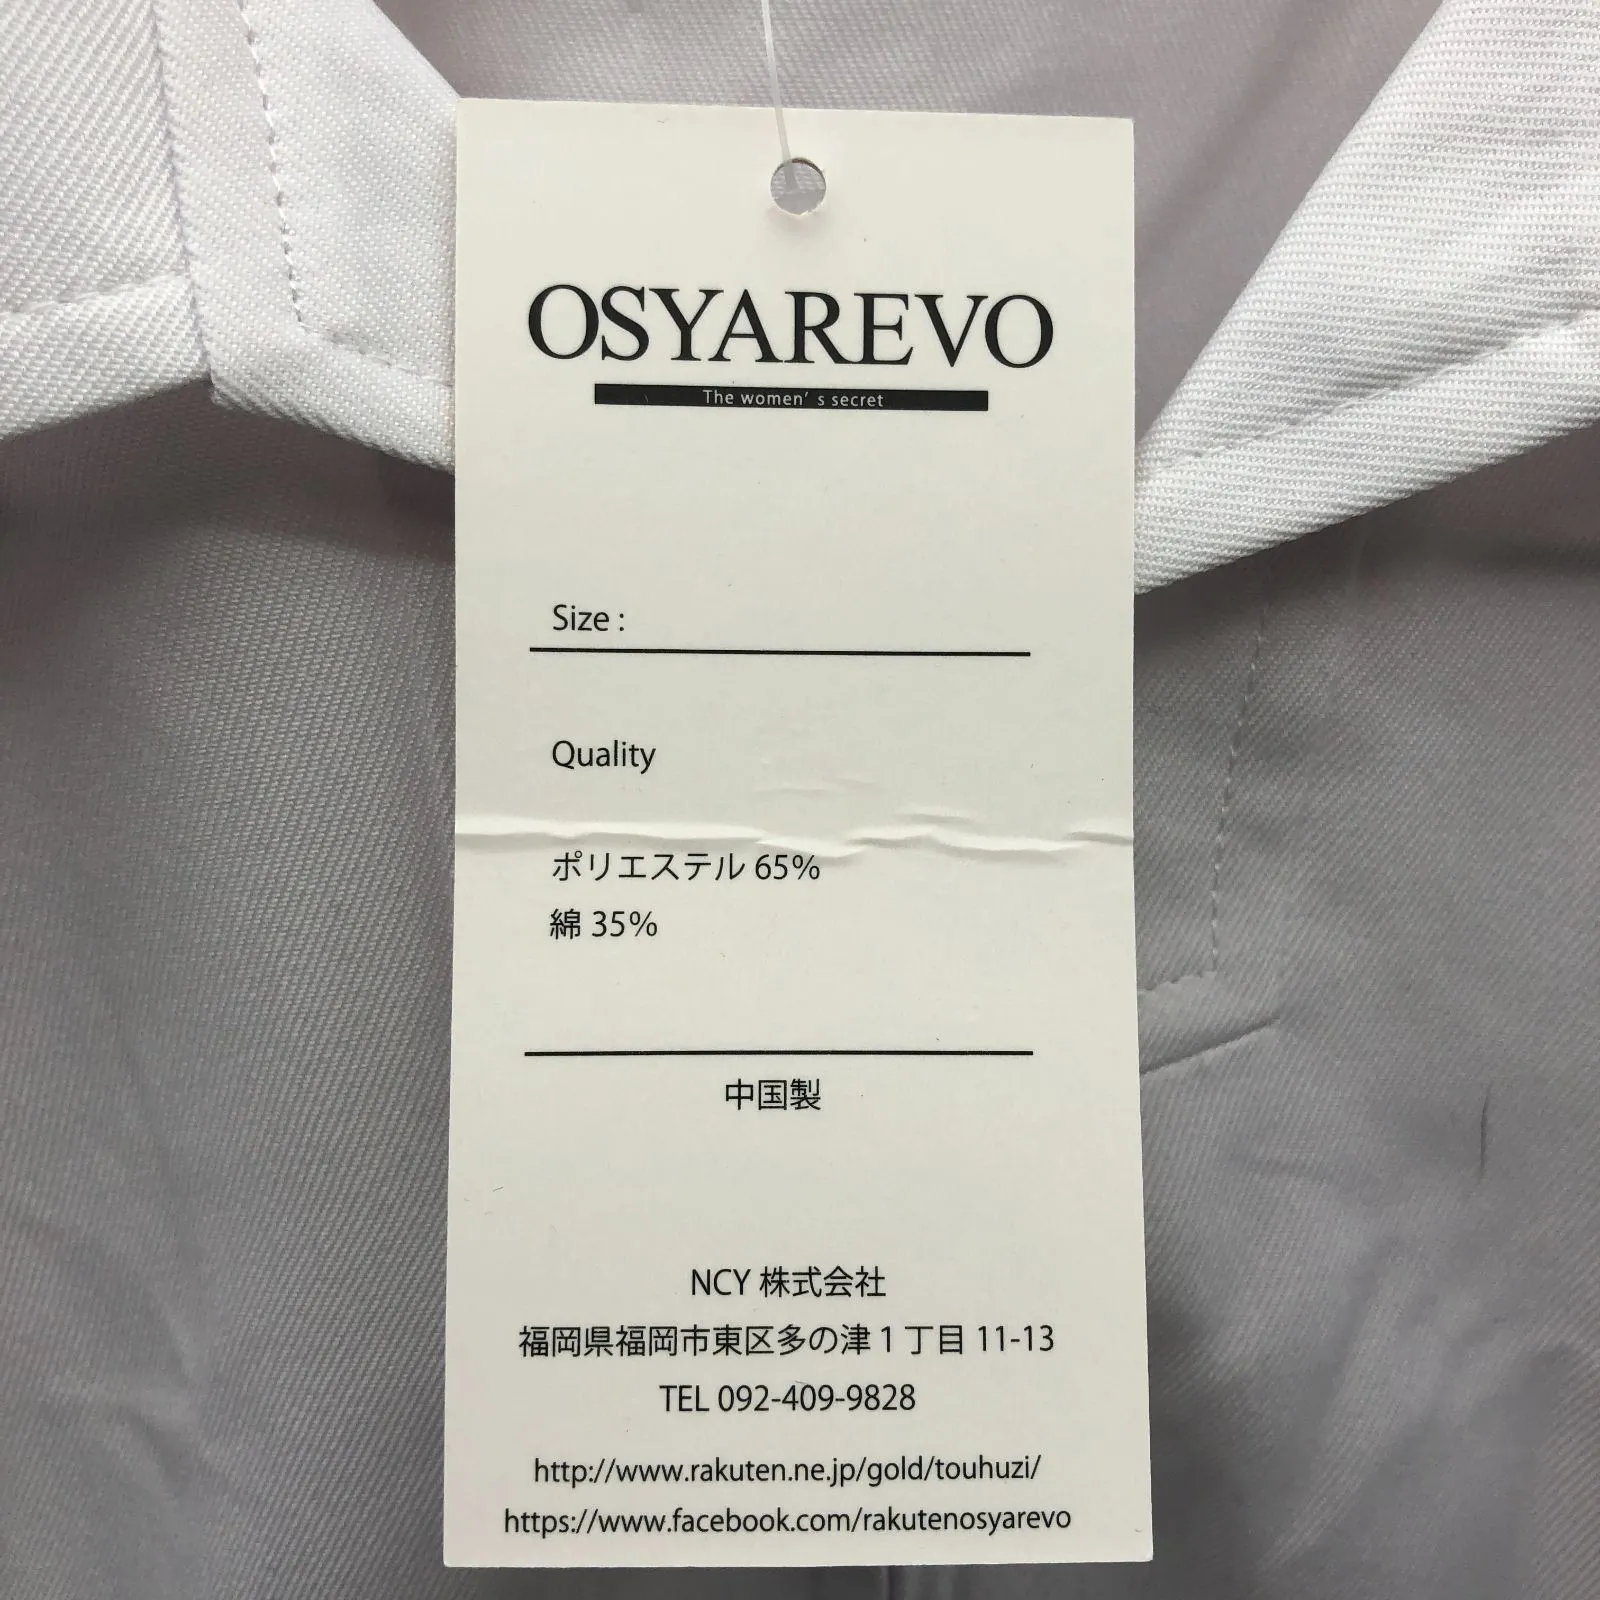 OSYAREVO
The women's secret
Size :
Quality
ポリエステル 65%
綿 35%
中国製
NCY 株式会社
福岡県福岡市東区多の津 1 丁目 11-13
TEL 092-409-9828
http://www.rakuten.ne.jp/gold/touhuzi/
https://www.facebook.com/rakutenosyarevo